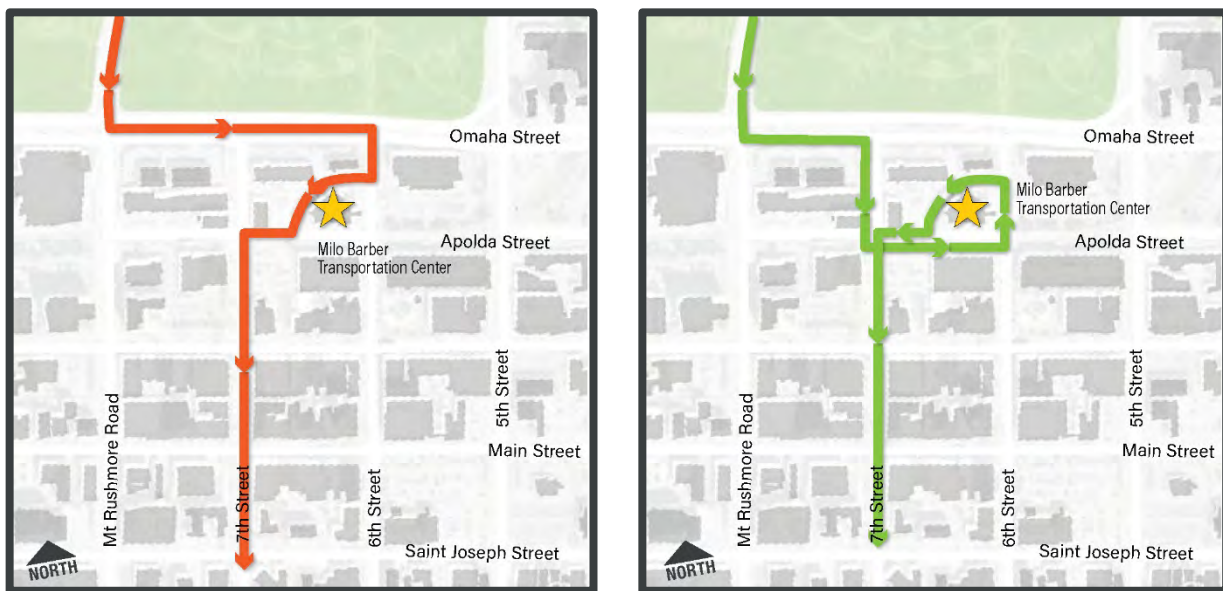 Omaha Street
Milo Barber
Transportation Center
Apolda Street
Mt Rushmore Road
7th Street
6th Street
5th Street
Main Street
Saint Joseph Street
NORTH
Omaha Street
Milo Barber
Transportation Center
Apolda Street
Mt Rushmore Road
7th Street
6th Street
5th Street
Main Street
Saint Joseph Street
NORTH